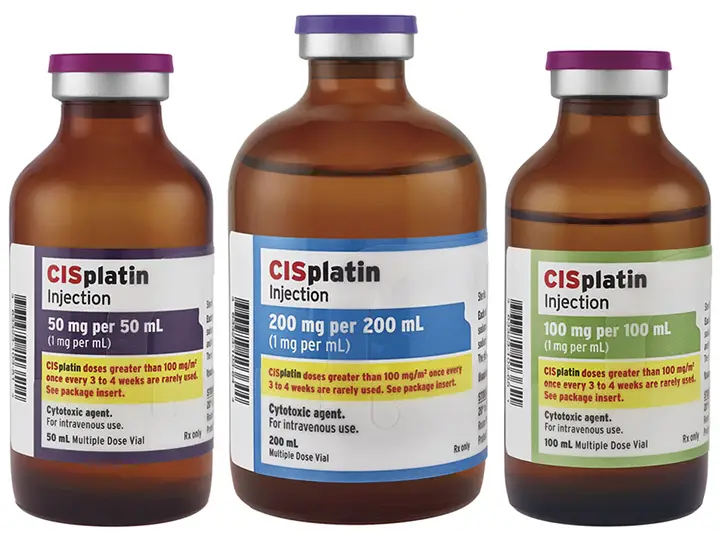 CISplatin
Injection
50 mg per 50 mL
(1 mg per mL)
CISplatin doses greater than 100 mg/m²
once every 3 to 4 weeks are rarely used.
See package insert.
Cytotoxic agent.
For intravenous use.
50 mL Multiple Dose Vial
Rx only
CISplatin
Injection
200 mg per 200 mL
(1 mg per mL)
CISplatin doses greater than 100 mg/m² once every
3 to 4 weeks are rarely used. See package insert.
Cytotoxic agent.
For intravenous use.
200 mL
Multiple Dose Vial
Rx only
CISplatin
Injection
100 mg per 100 mL
(1 mg per mL)
CISplatin doses greater than 100 mg/m²
once every 3 to 4 weeks are rarely used.
See package insert.
Cytotoxic agent.
For intravenous use.
100 mL Multiple Dose Vial
Rx only